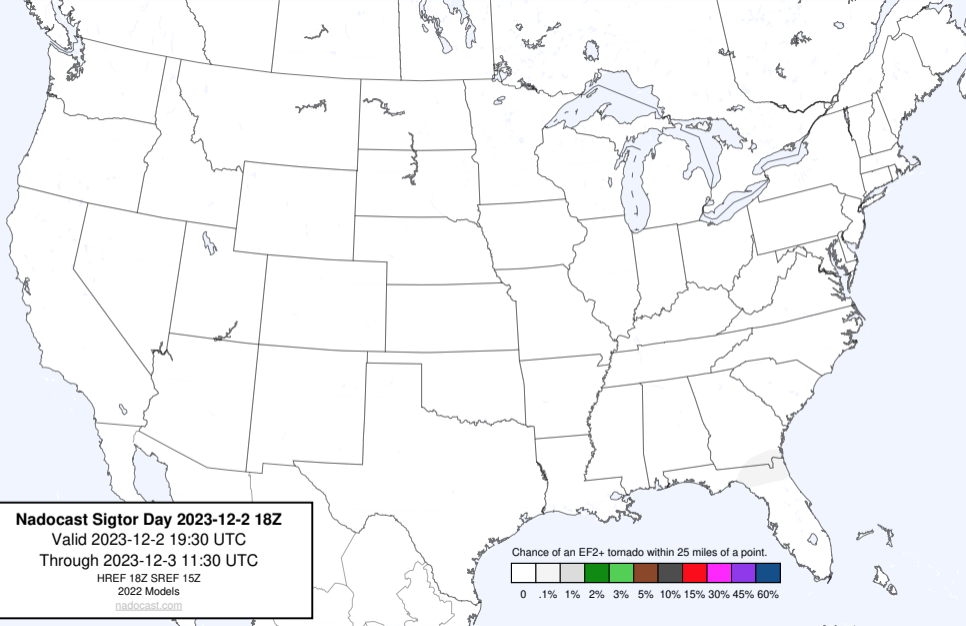 Nadocast Sigtor Day 2023-12-2 18Z
Valid 2023-12-2 19:30 UTC
Through 2023-12-3 11:30 UTC
HREF 18Z SREF 15Z
2022 Models
nadocast.com
Chance of an EF2+ tornado within 25 miles of a point.
0 .1% 1% 2% 3% 5% 10% 15% 30% 45% 60%